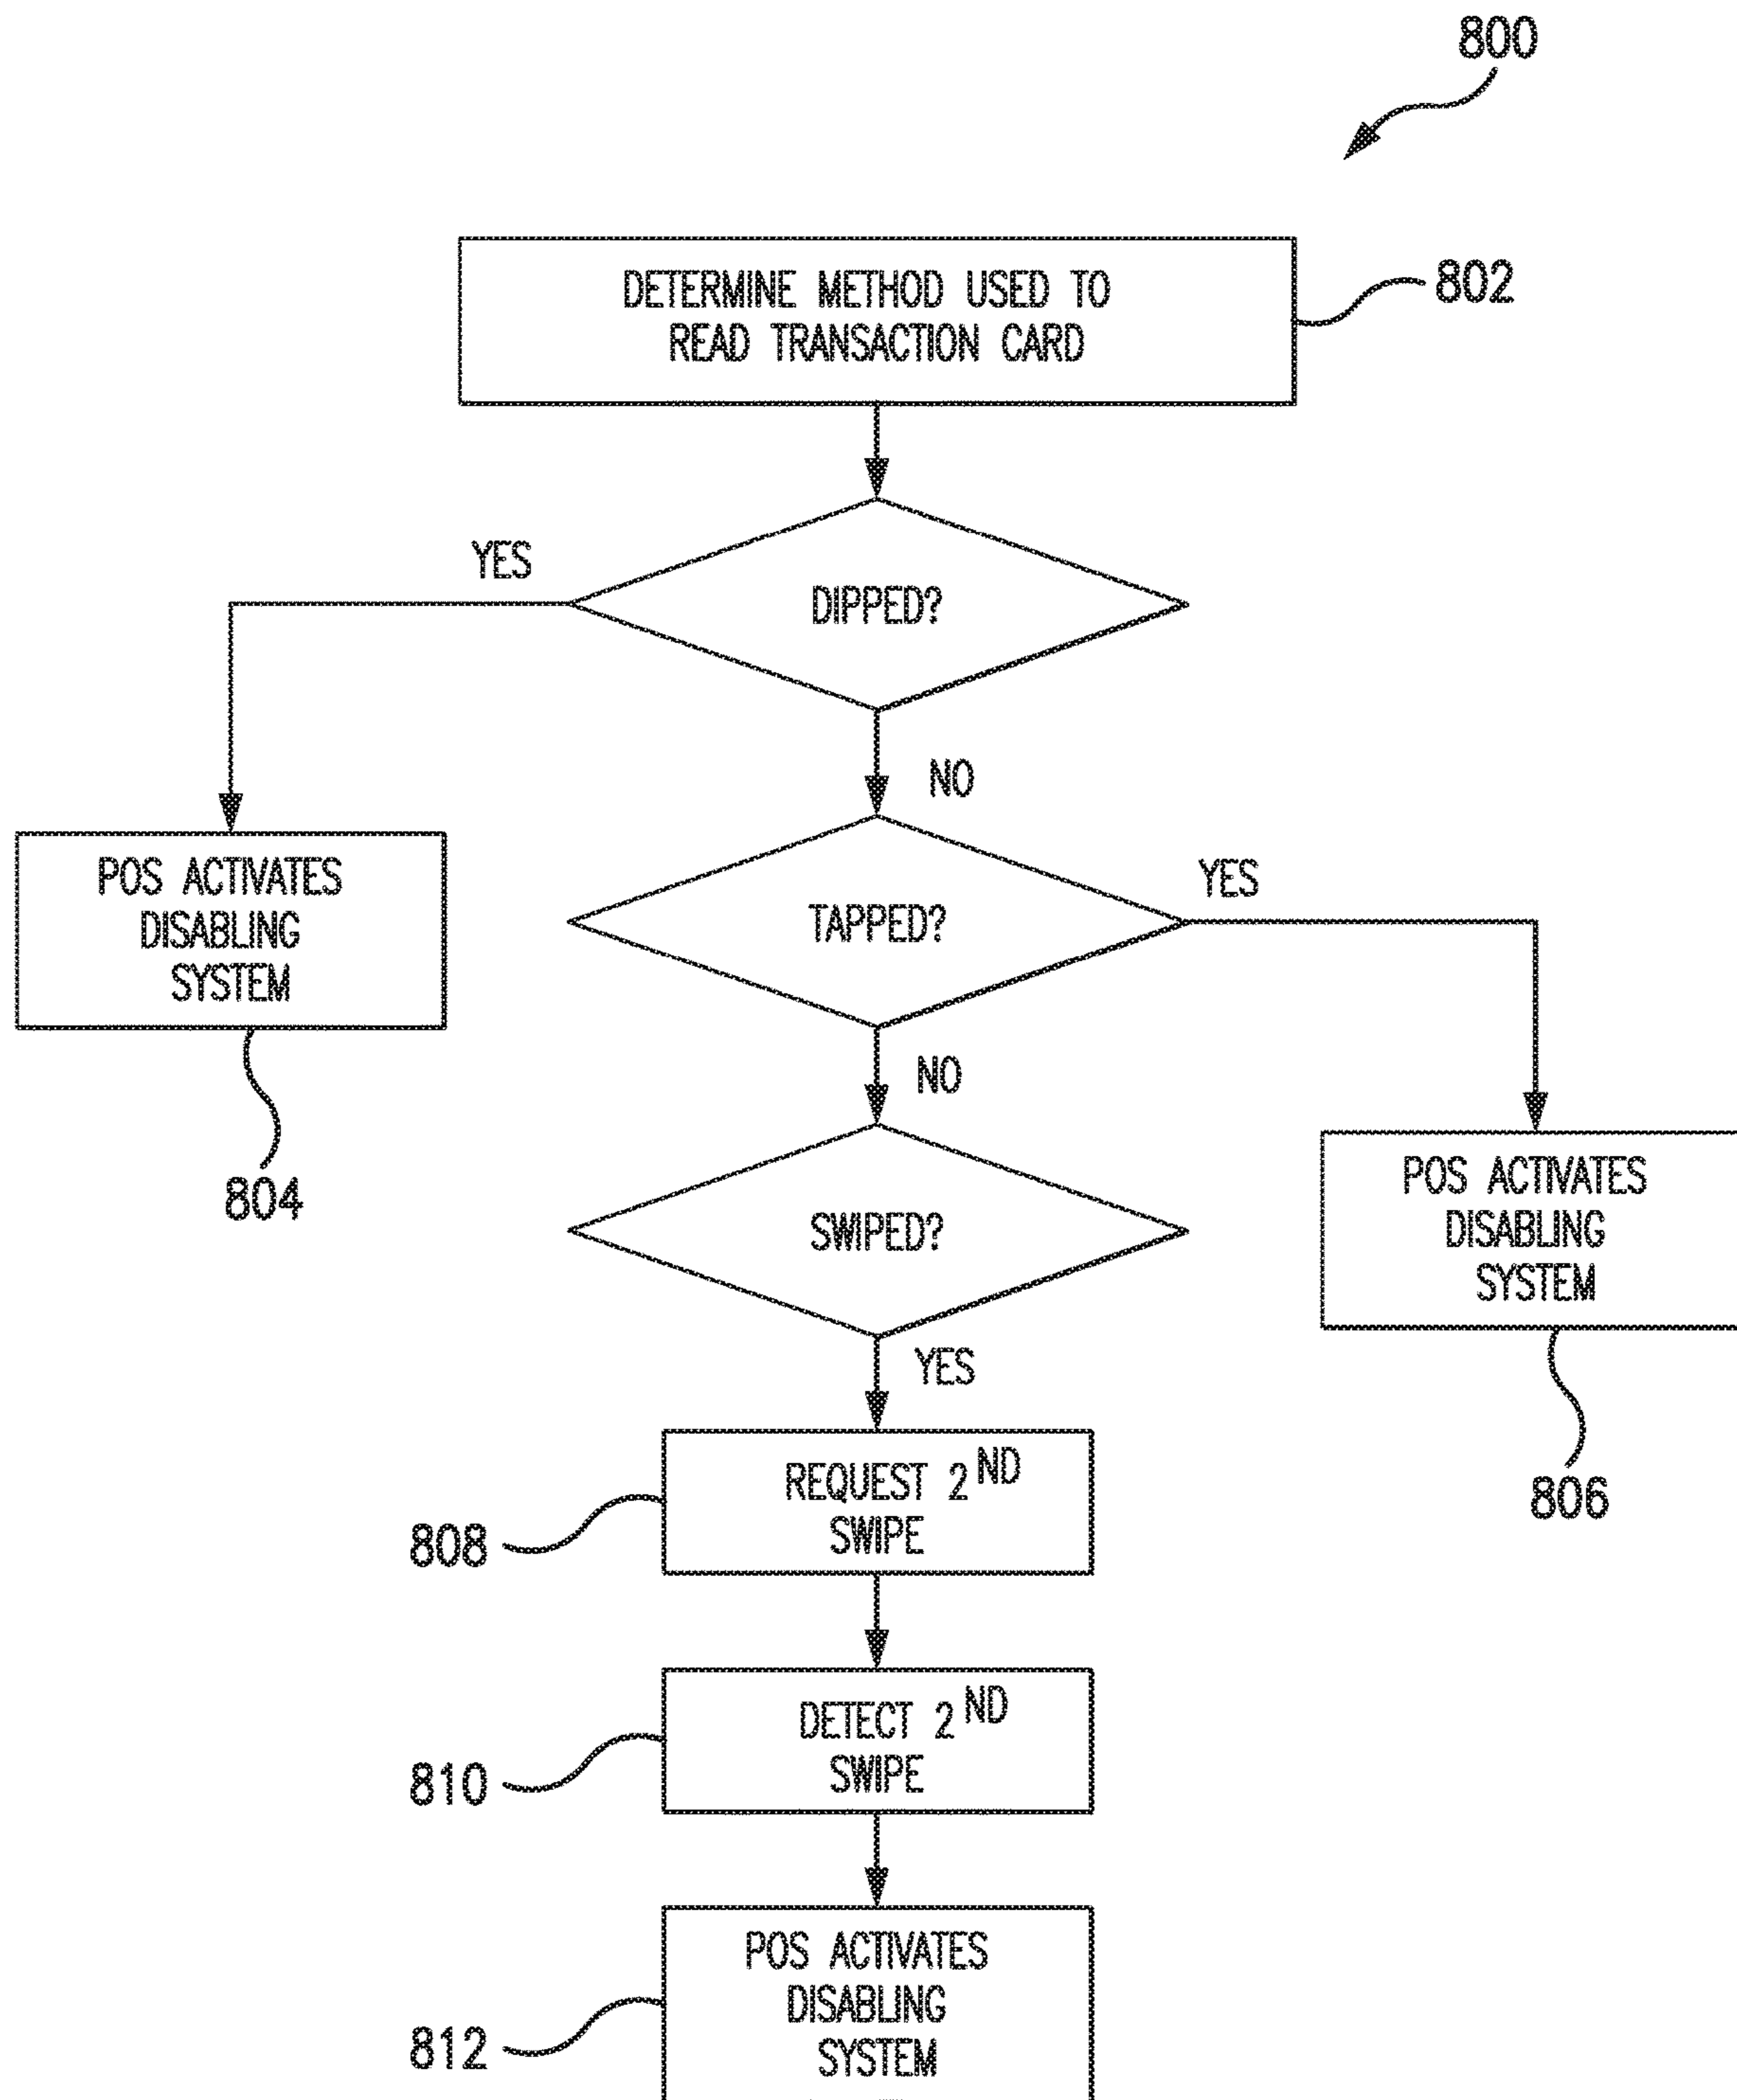 800
DETERMINE METHOD USED TO
READ TRANSACTION CARD
802
YES
DIPPED?
NO
POS ACTIVATES
DISABLING
SYSTEM
804
TAPPED?
YES
NO
SWIPED?
POS ACTIVATES
DISABLING
SYSTEM
806
YES
REQUEST 2ND
SWIPE
808
DETECT 2ND
SWIPE
810
POS ACTIVATES
DISABLING
SYSTEM
812